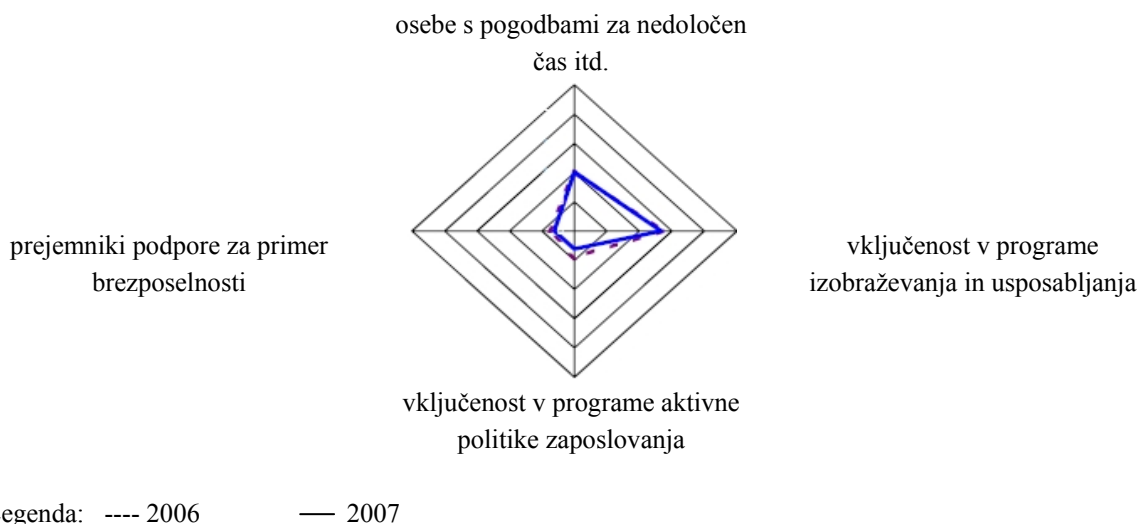 osebe s pogodbami za nedoločen
čas itd.
prejemniki podpore za primer
brezposelnosti
vključenost v programe
izobraževanja in usposabljanja
vključenost v programe aktivne
politike zaposlovanja
egenda: ---- 2006 — 2007